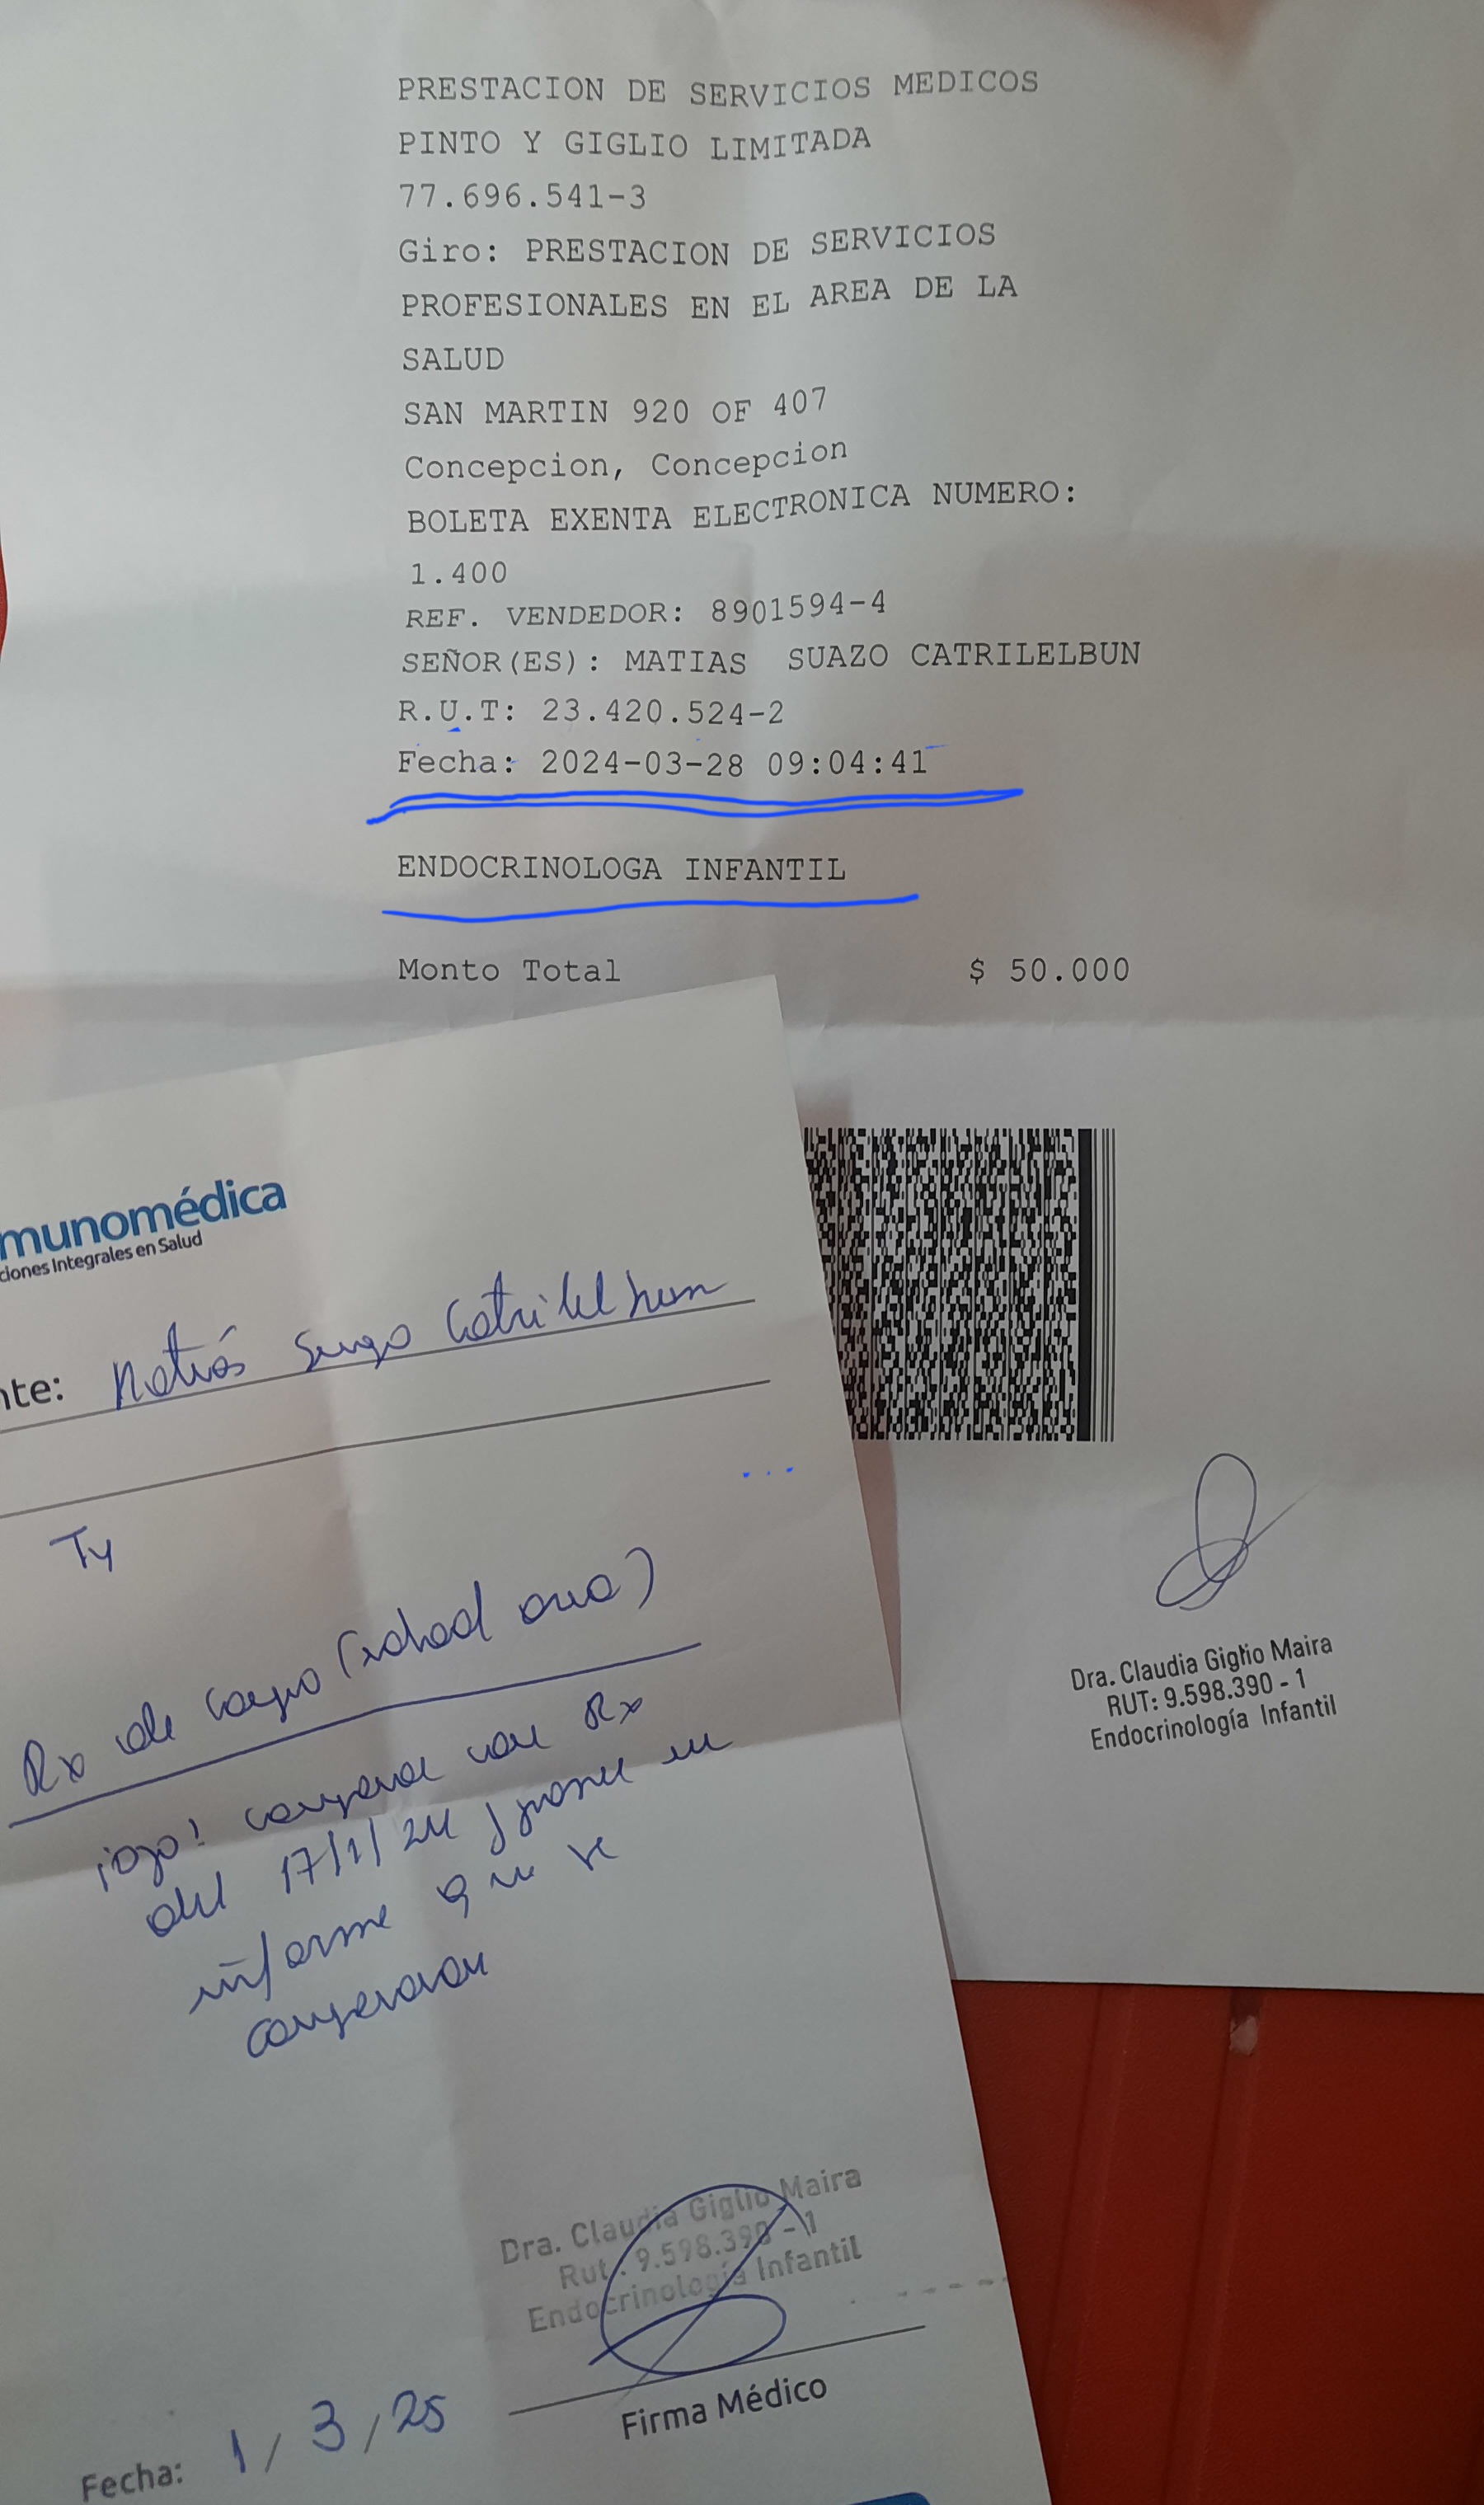 PRESTACION DE SERVICIOS MEDICOS
PINTO Y GIGLIO LIMITADA
77.696.541-3
Giro: PRESTACION DE SERVICIOS
PROFESIONALES EN EL AREA DE LA
SALUD
SAN MARTIN 920 OF 407
Concepcion, Concepcion
BOLETA EXENTA ELECTRONICA NUMERO:
1.400
REF. VENDEDOR: 8901594-4
SEÑOR(ES): MATIAS SUAZO CATRILELBUN
R.U.T: 23.420.524-2
Fecha: 2024-03-28 09:04:41
ENDOCRINOLOGA INFANTIL
Monto Total $ 50.000
Dra. Claudia Giglio Maira
RUT: 9.598.390 - 1
Endocrinología Infantil
munomédica
ciones Integrales en Salud
nte: Matías Suazo Catrilelbun
Rx de carpo (edad osea)
¡ojo! comparar con Rx
del 17/1/24 y poner en
informe que se
compararon
Dra. Claudia Giglio Maira
Rut.: 9.598.390 - 1
Endocrinología Infantil
Firma Médico
Fecha: 1/3/25